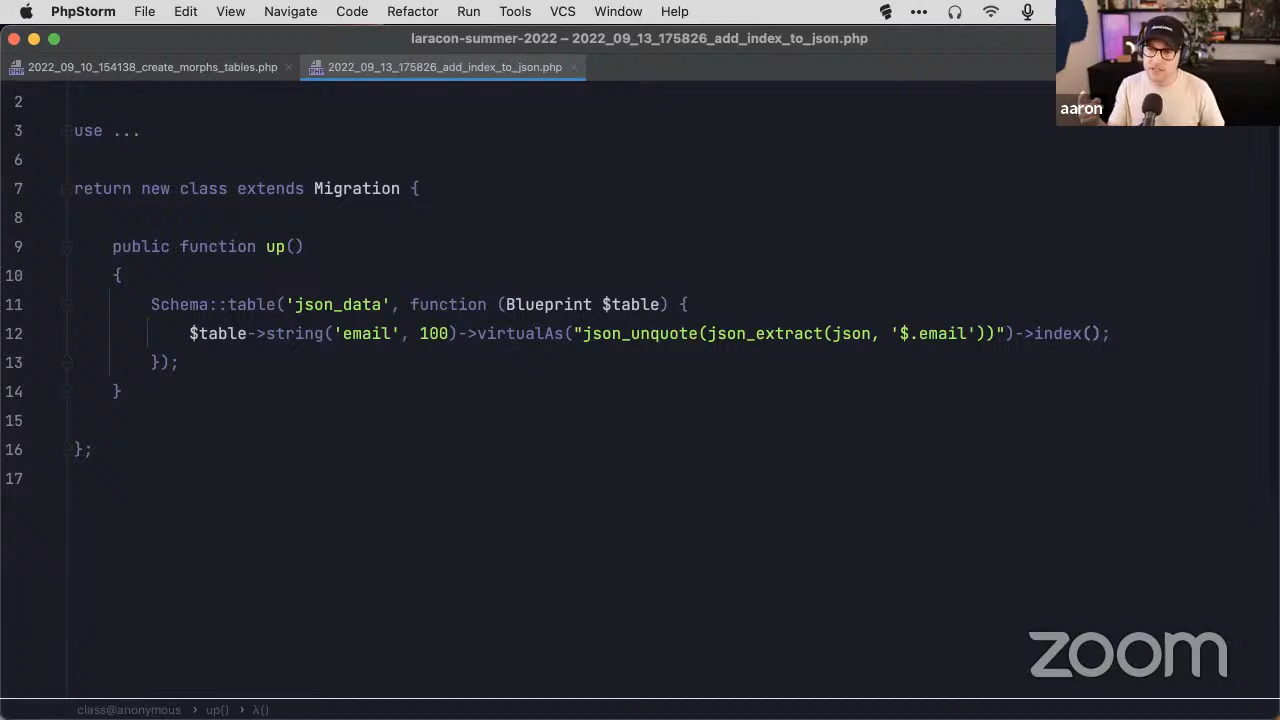 PhpStorm File Edit View Navigate Code Refactor Run Tools VCS Window Help
laracon-summer-2022 – 2022_09_13_175826_add_index_to_json.php
2022_09_10_154138_create_morphs_tables.php 2022_09_13_175826_add_index_to_json.php
aaron
2
3 use ...
6
7 return new class extends Migration {
8
9 public function up()
10 {
11 Schema::table('json_data', function (Blueprint $table) {
12 $table->string('email', 100)->virtualAs("json_unquote(json_extract(json, '$.email'))")->index();
13 });
14 }
15
16 };
17
zoom
class@anonymous › up() › λ()